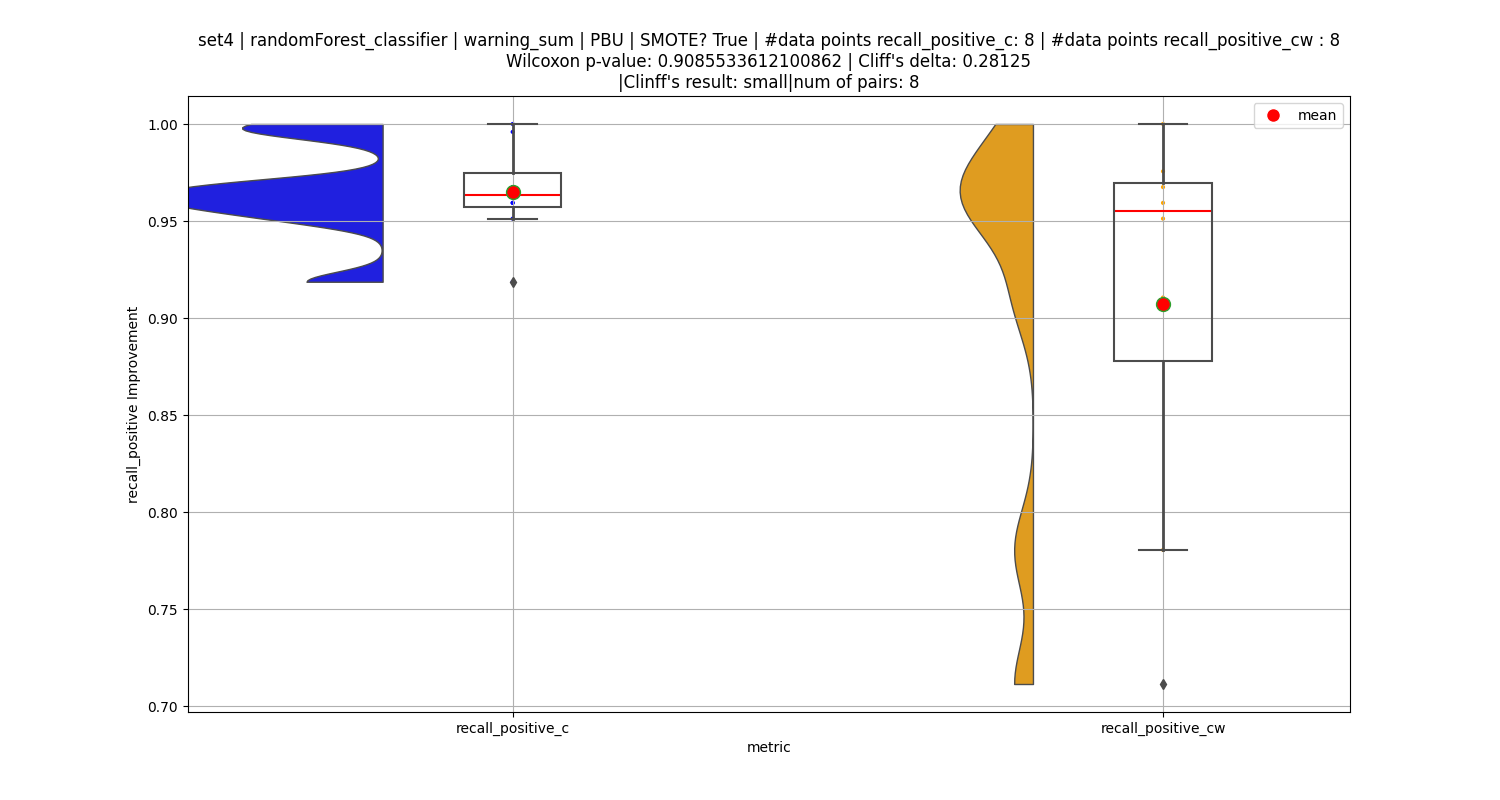 set4 | randomForest_classifier | warning_sum | PBU | SMOTE? True | #data points recall_positive_c: 8 | #data points recall_positive_cw : 8
Wilcoxon p-value: 0.9085533612100862 | Cliff's delta: 0.28125
|Clinff's result: small|num of pairs: 8
mean
1.00
0.95
0.90
0.85
0.80
0.75
0.70
recall_positive Improvement
recall_positive_c
recall_positive_cw
metric